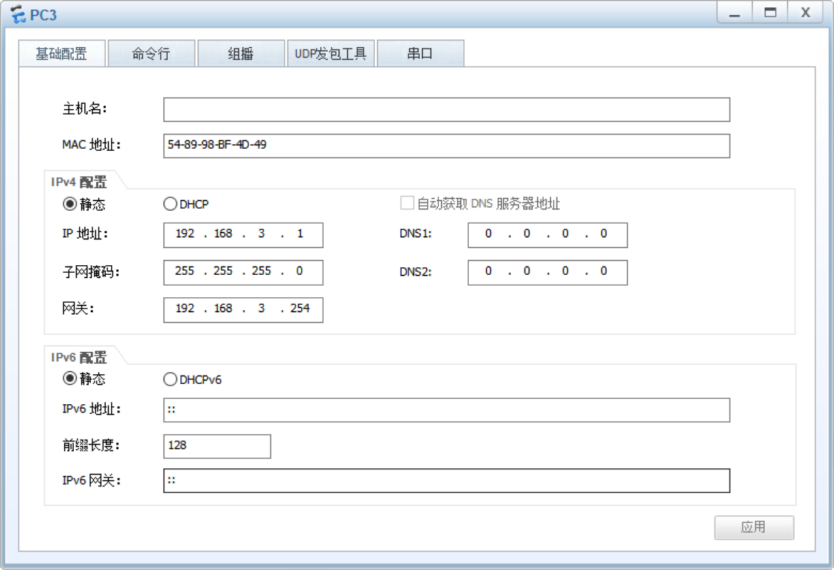 PC3
基础配置 命令行 组播 UDP发包工具 串口
主机名：
MAC 地址： 54-89-98-BF-4D-49
IPv4 配置
静态 DHCP 自动获取 DNS 服务器地址
IP 地址： 192 . 168 . 3 . 1 DNS1: 0 . 0 . 0 . 0
子网掩码： 255 . 255 . 255 . 0 DNS2: 0 . 0 . 0 . 0
网关： 192 . 168 . 3 . 254
IPv6 配置
静态 DHCPv6
IPv6 地址： ::
前缀长度： 128
IPv6 网关： ::
应用